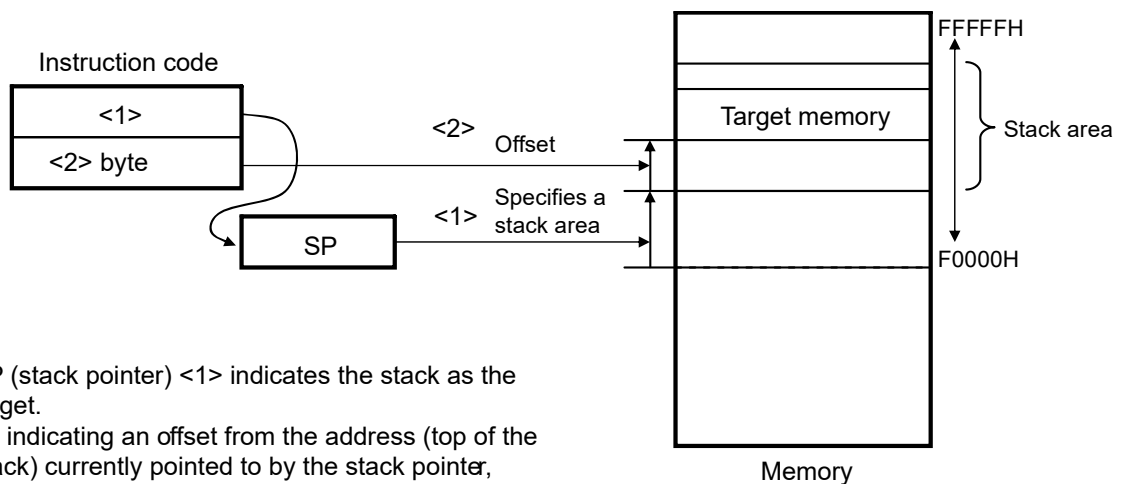 Instruction code
<1>
<2> byte
SP
<2>
Offset
<1>
Specifies a
stack area
FFFFFH
Target memory
Stack area
F0000H
Memory
(stack pointer) <1> indicates the stack as the
get.
indicating an offset from the address (top of the
ack) currently pointed to by the stack pointer,